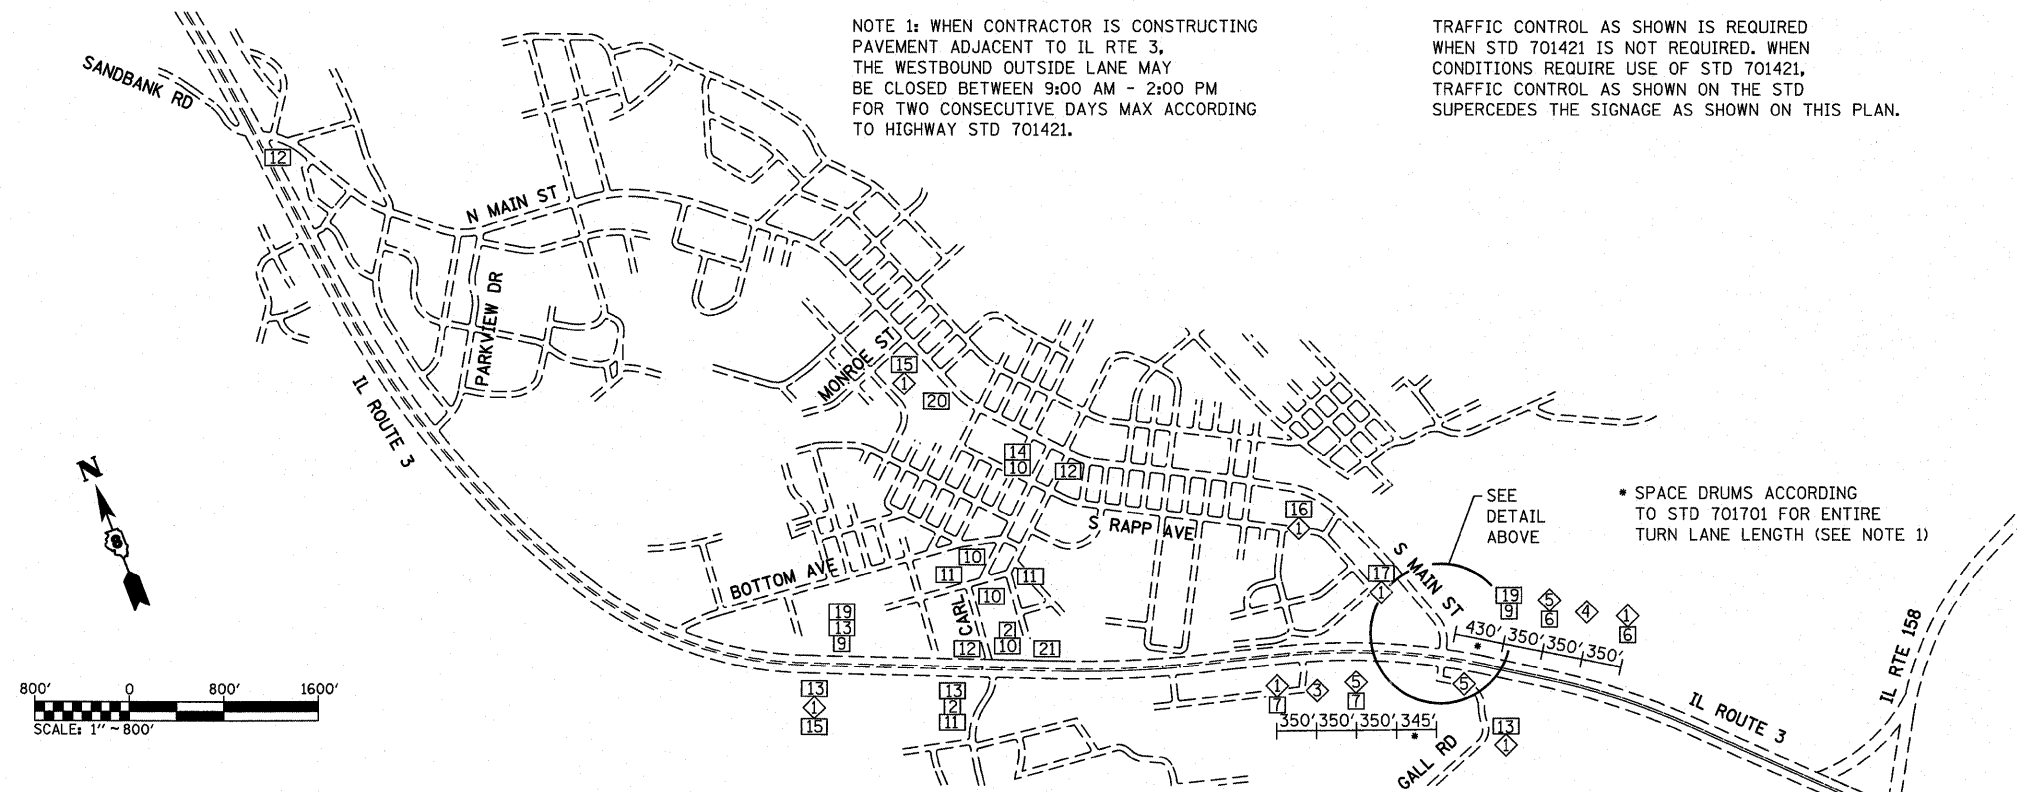 NOTE 1: WHEN CONTRACTOR IS CONSTRUCTING
PAVEMENT ADJACENT TO IL RTE 3,
THE WESTBOUND OUTSIDE LANE MAY
BE CLOSED BETWEEN 9:00 AM - 2:00 PM
FOR TWO CONSECUTIVE DAYS MAX ACCORDING
TO HIGHWAY STD 701421.
TRAFFIC CONTROL AS SHOWN IS REQUIRED
WHEN STD 701421 IS NOT REQUIRED. WHEN
CONDITIONS REQUIRE USE OF STD 701421,
TRAFFIC CONTROL AS SHOWN ON THE STD
SUPERCEDES THE SIGNAGE AS SHOWN ON THIS PLAN.
SANDBANK RD
12
N MAIN ST
PARKVIEW DR
IL ROUTE 3
MONROE ST
15
1
20
14
10
12
S RAPP AVE
16
1
SEE
DETAIL
ABOVE
* SPACE DRUMS ACCORDING
TO STD 701701 FOR ENTIRE
TURN LANE LENGTH (SEE NOTE 1)
N
BOTTOM AVE
10
11
11
10
CARL
2
10
12
21
19
13
9
S MAIN ST
17
1
19
9
5
6
4
1
6
430' 350' 350' 350'
*
IL RTE 158
800' 0 800' 1600'
SCALE: 1" ~ 800'
13
1
15
13
2
11
1
7
3
5
7
5
350' 350' 350' 345'
*
13
1
GALL RD
IL ROUTE 3